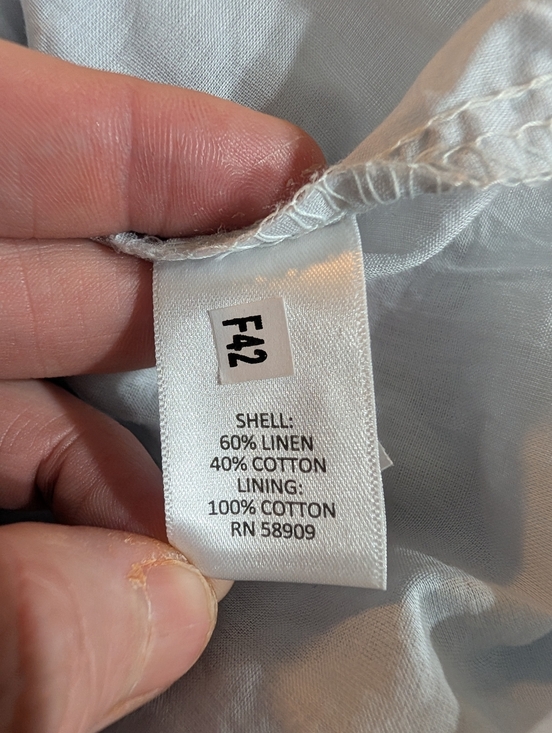 F42
SHELL:
60% LINEN
40% COTTON
LINING:
100% COTTON
RN 58909